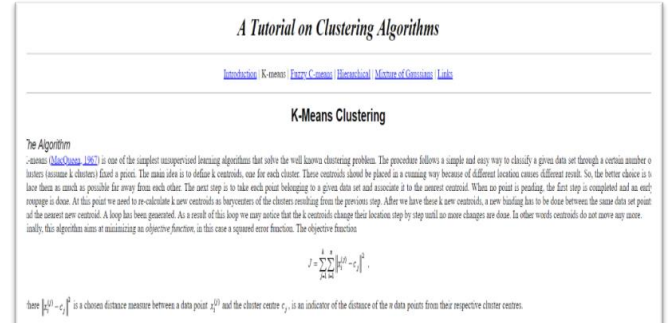 A Tutorial on Clustering Algorithms
Introduction | K-means | Fuzzy C-means | Hierarchical | Mixture of Gaussians | Links
K-Means Clustering
The Algorithm
-means (MacQueen, 1967) is one of the simplest unsupervised learning algorithms that solve the well known clustering problem. The procedure follows a simple and easy way to classify a given data set through a certain number o
lusters (assume k clusters) fixed a priori. The main idea is to define k centroids, one for each cluster. These centroids should be placed in a cunning way because of different location causes different result. So, the better choice is t
lace them as much as possible far away from each other. The next step is to take each point belonging to a given data set and associate it to the nearest centroid. When no point is pending, the first step is completed and an early
roupage is done. At this point we need to re-calculate k new centroids as barycenters of the clusters resulting from the previous step. After we have these k new centroids, a new binding has to be done between the same data set point
nd the nearest new centroid. A loop has been generated. As a result of this loop we may notice that the k centroids change their location step by step until no more changes are done. In other words centroids do not move any more.
inally, this algorithm aims at minimizing an objective function, in this case a squared error function. The objective function
J = ∑_{j=1}^{k} ∑_{i=1}^{n} ‖x_i^{(j)} − c_j‖² ,
here ‖x_i^{(j)} − c_j‖² is a chosen distance measure between a data point x_i^{(j)} and the cluster centre c_j, is an indicator of the distance of the n data points from their respective cluster centres.